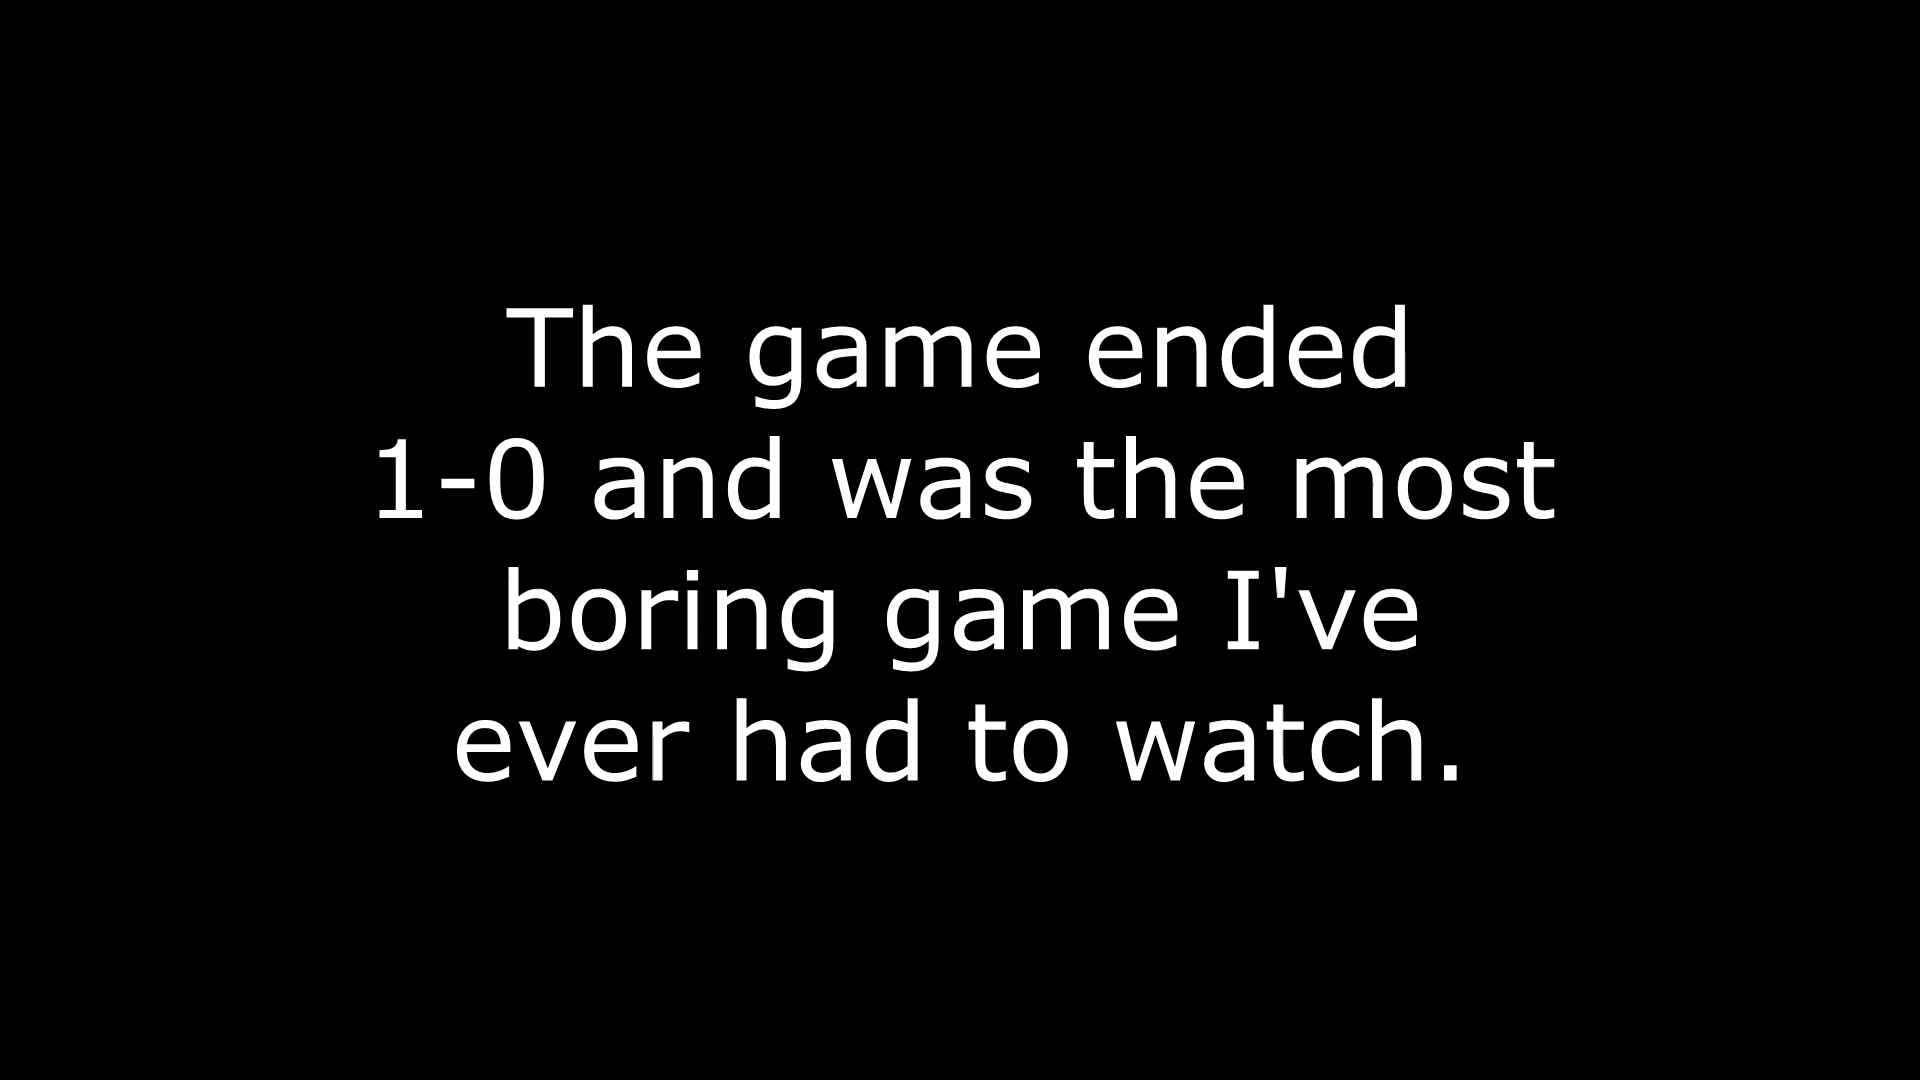 The game ended
1-0 and was the most
boring game I've
ever had to watch.